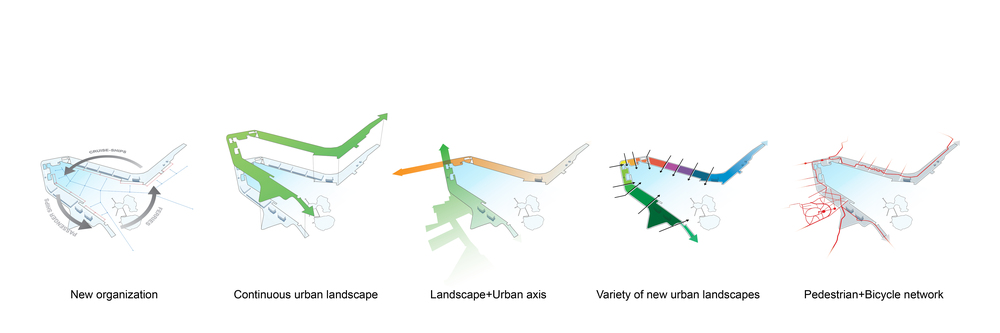 CRUISE-SHIPS
PASSENGER SHIPS
New organization
Continuous urban landscape
Landscape+Urban axis
Variety of new urban landscapes
Pedestrian+Bicycle network